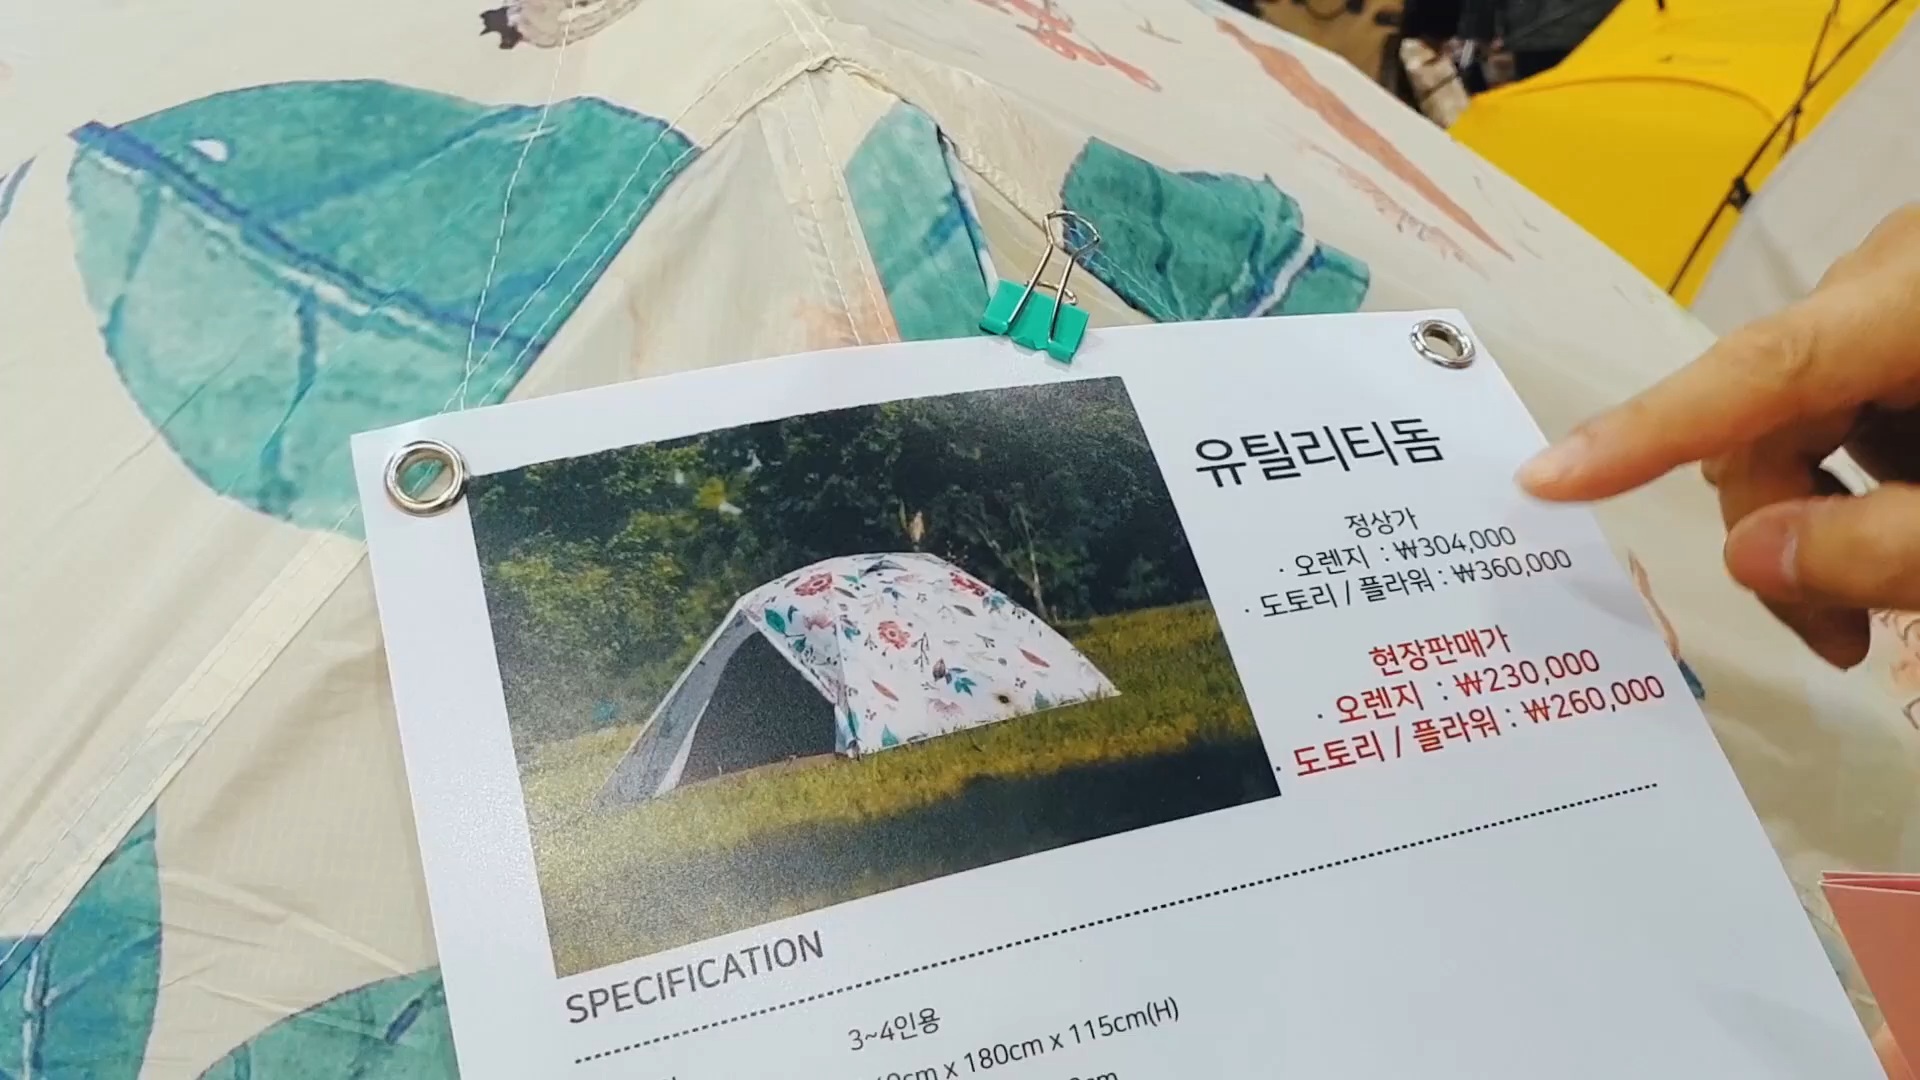 유틸리티돔
정상가
· 오렌지 : ₩304,000
· 도토리 / 플라워 : ₩360,000
현장판매가
· 오렌지 : ₩230,000
· 도토리 / 플라워 : ₩260,000
SPECIFICATION
3~4인용
x 180cm x 115cm(H)